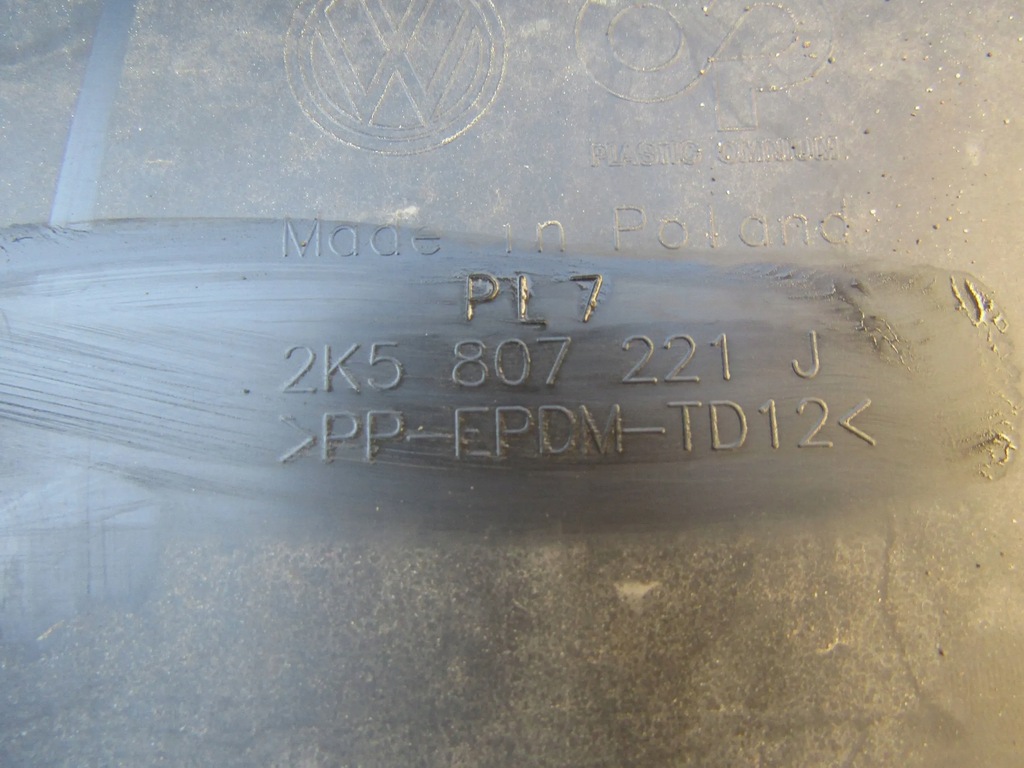 PLASTIC OMNIUM
Made in Poland
PL7
2K5 807 221 J
>PP-EPDM-TD12<